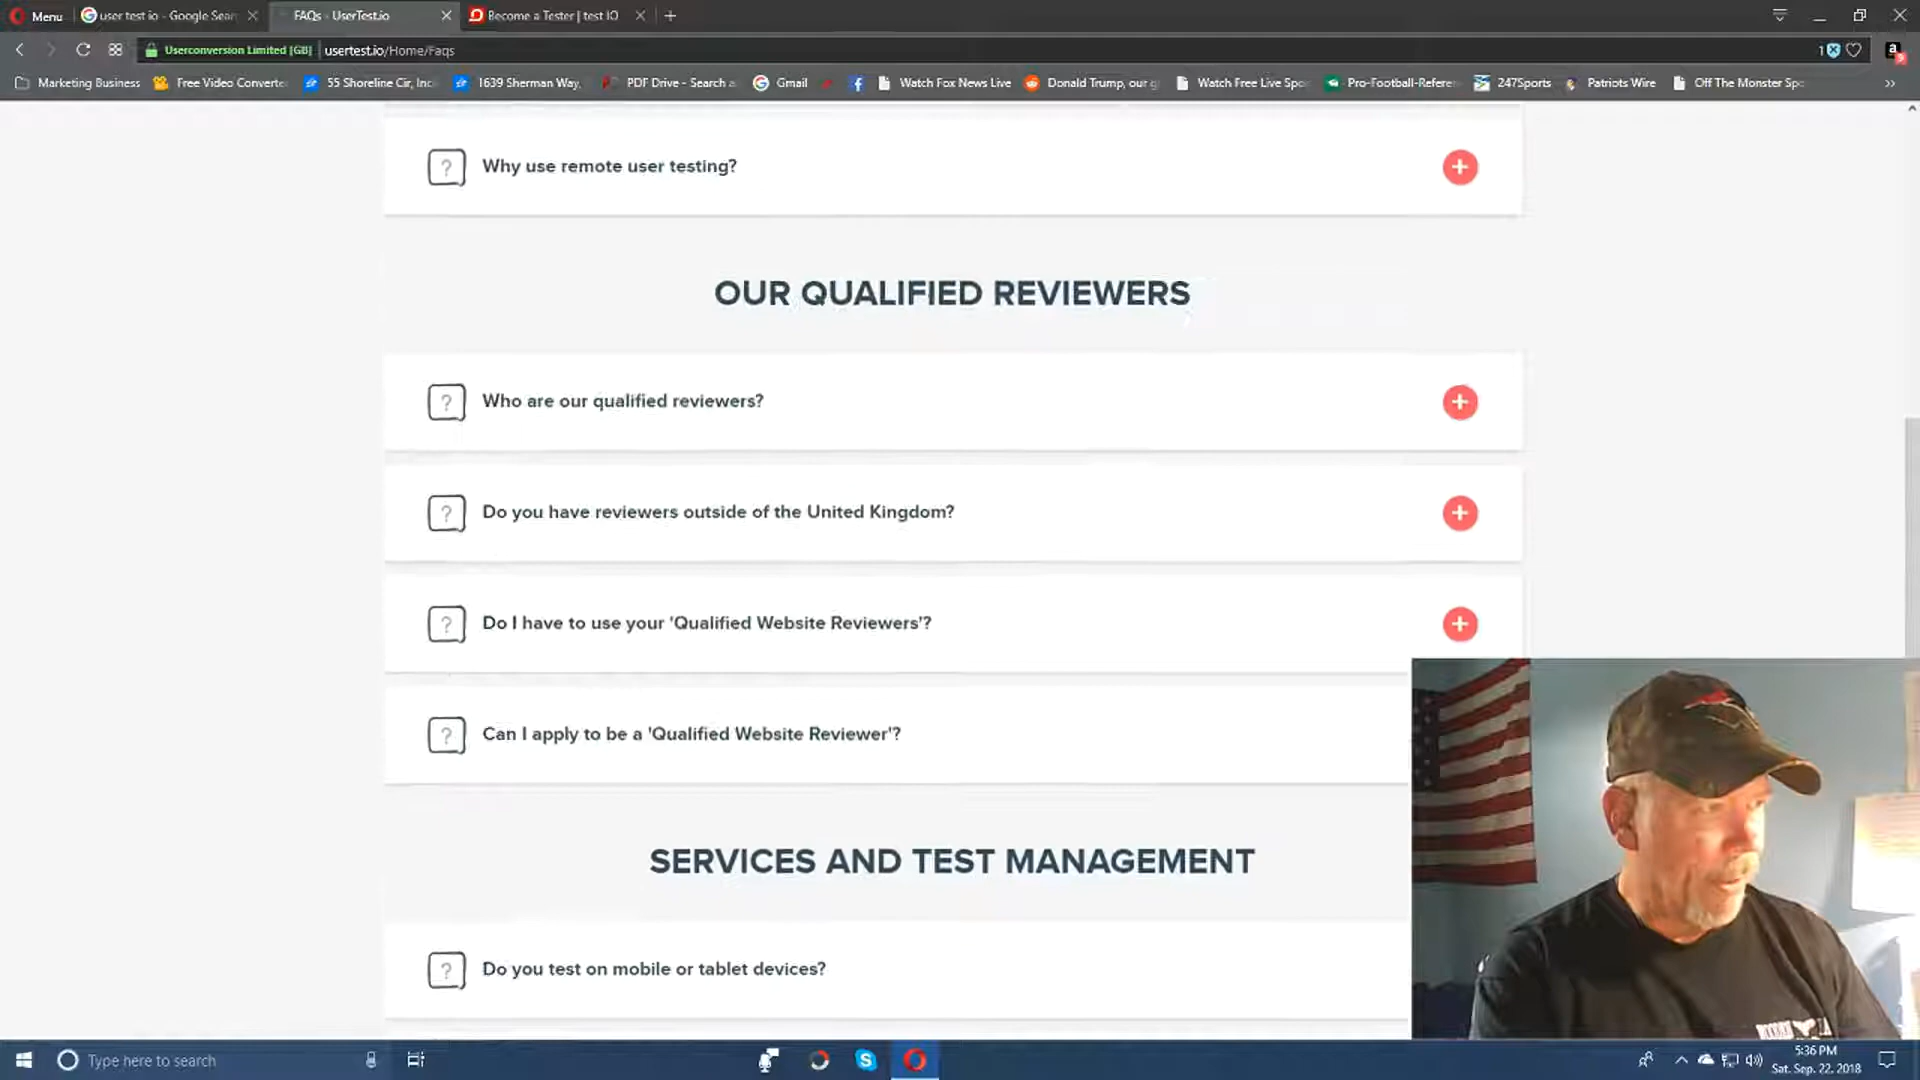 Menu
user test io - Google Sear
FAQs - UserTest.io
Become a Tester | test IO
Userconversion Limited [GB]
usertest.io/Home/Faqs
1
Marketing Business
Free Video Converte
55 Shoreline Cir, Inc
1639 Sherman Way,
PDF Drive - Search a
Gmail
Watch Fox News Live
Donald Trump, our g
Watch Free Live Spo
Pro-Football-Refere
247Sports
Patriots Wire
Off The Monster Spo
Why use remote user testing?
OUR QUALIFIED REVIEWERS
Who are our qualified reviewers?
Do you have reviewers outside of the United Kingdom?
Do I have to use your 'Qualified Website Reviewers'?
Can I apply to be a 'Qualified Website Reviewer'?
SERVICES AND TEST MANAGEMENT
Do you test on mobile or tablet devices?
Type here to search
5:36 PM
Sat. Sep. 22, 2018